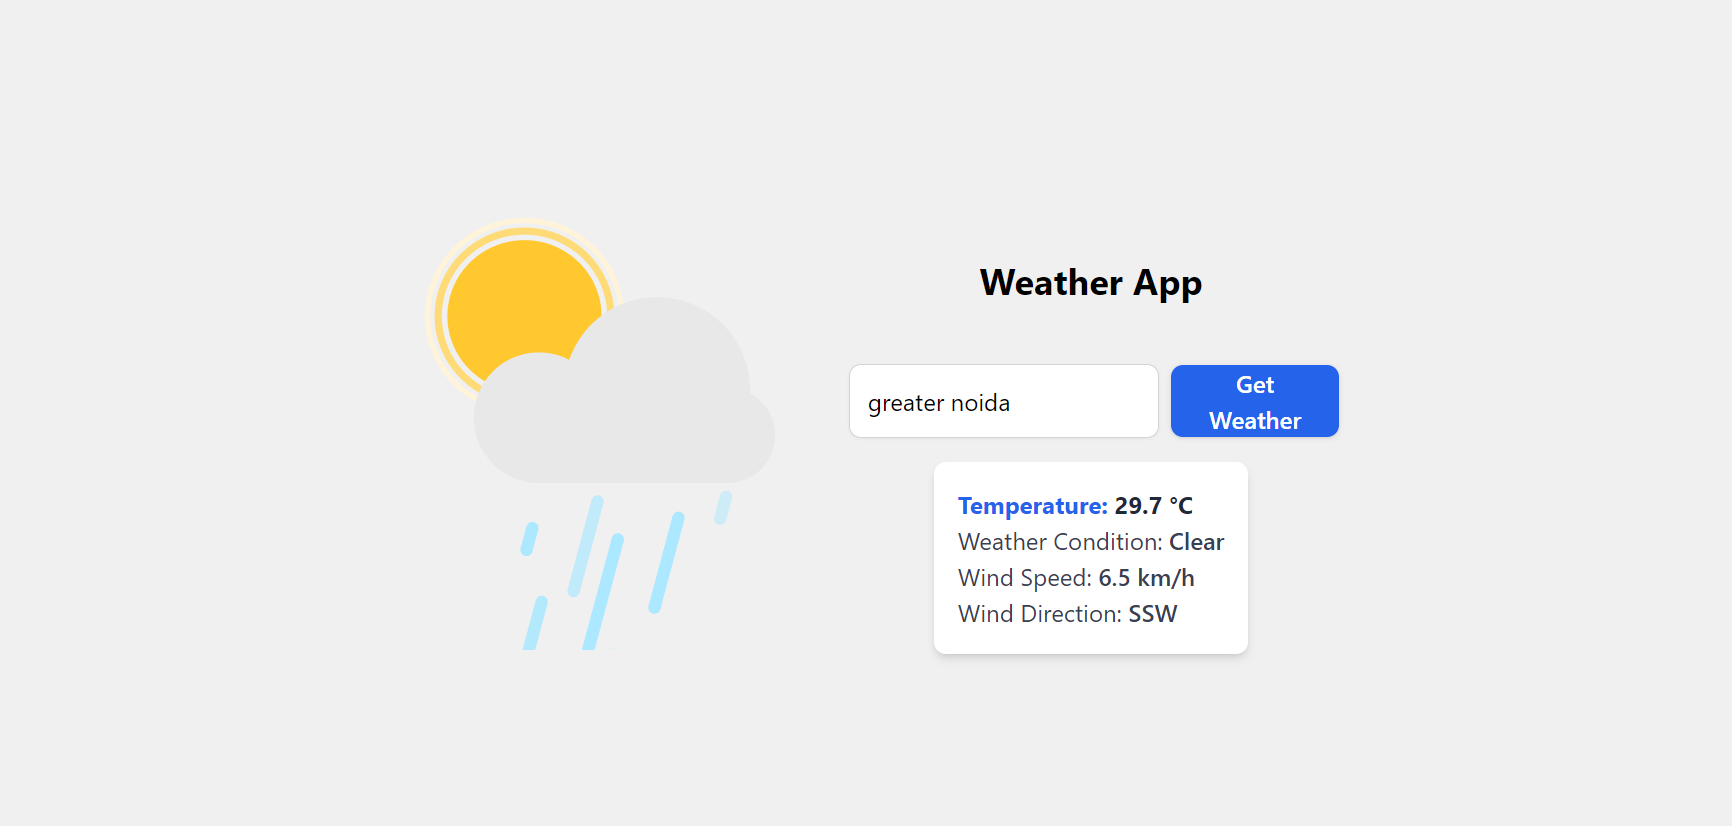 Weather App
greater noida
Get
Weather
Temperature: 29.7 °C
Weather Condition: Clear
Wind Speed: 6.5 km/h
Wind Direction: SSW